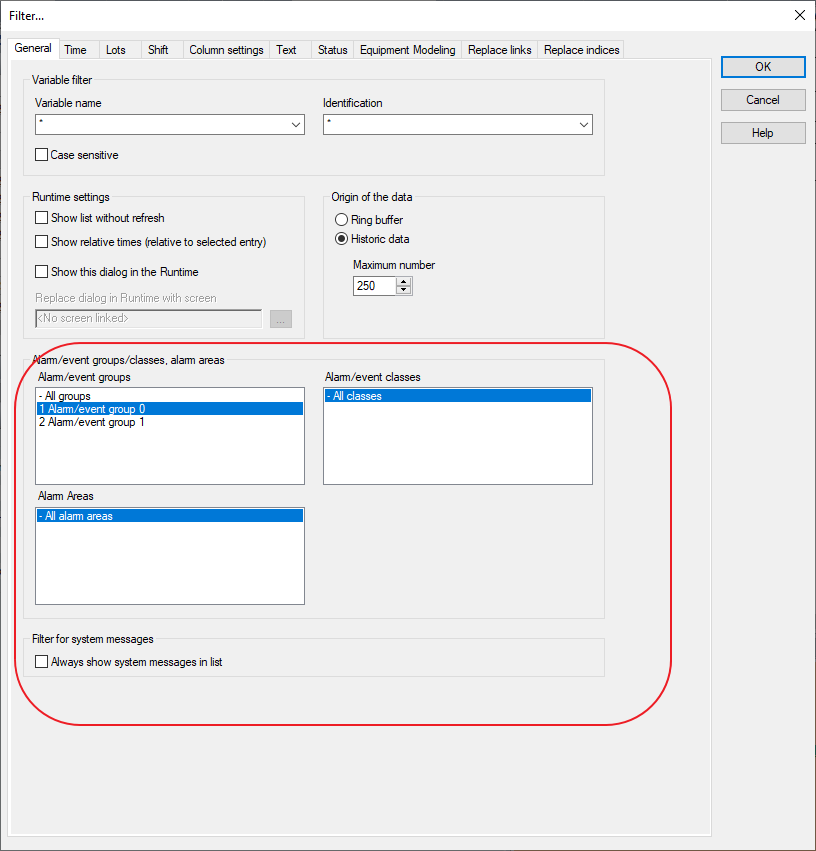 Filter...
General Time Lots Shift Column settings Text Status Equipment Modeling Replace links Replace indices
OK
Cancel
Help
Variable filter
Variable name Identification
* *
Case sensitive
Runtime settings Origin of the data
Show list without refresh Ring buffer
Show relative times (relative to selected entry) Historic data
Show this dialog in the Runtime Maximum number
250
Replace dialog in Runtime with screen
<No screen linked> ...
Alarm/event groups/classes, alarm areas
Alarm/event groups Alarm/event classes
- All groups - All classes
1 Alarm/event group 0
2 Alarm/event group 1
Alarm Areas
- All alarm areas
Filter for system messages
Always show system messages in list